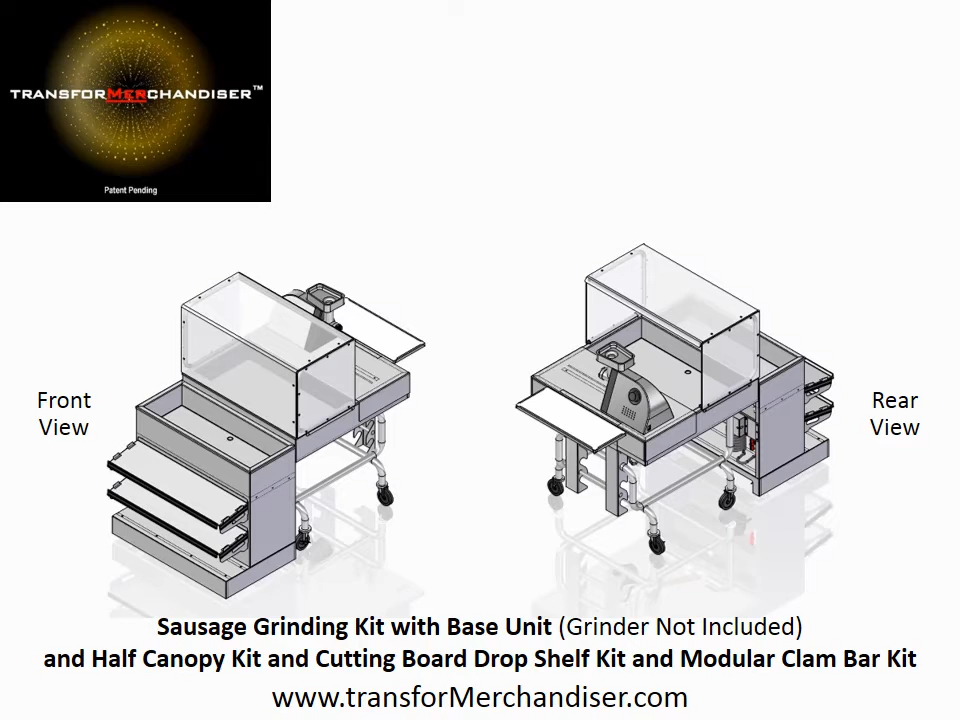 TRANSFORMERCHANDISER™
Patent Pending
Front
View
Rear
View
Sausage Grinding Kit with Base Unit (Grinder Not Included)
and Half Canopy Kit and Cutting Board Drop Shelf Kit and Modular Clam Bar Kit
www.transforMerchandiser.com